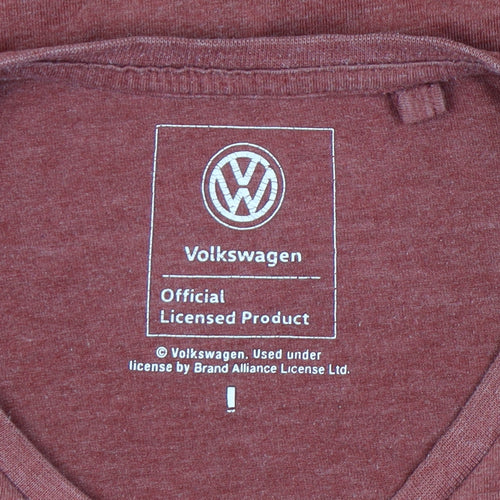 Volkswagen
Official
Licensed Product
© Volkswagen. Used under
license by Brand Alliance License Ltd.